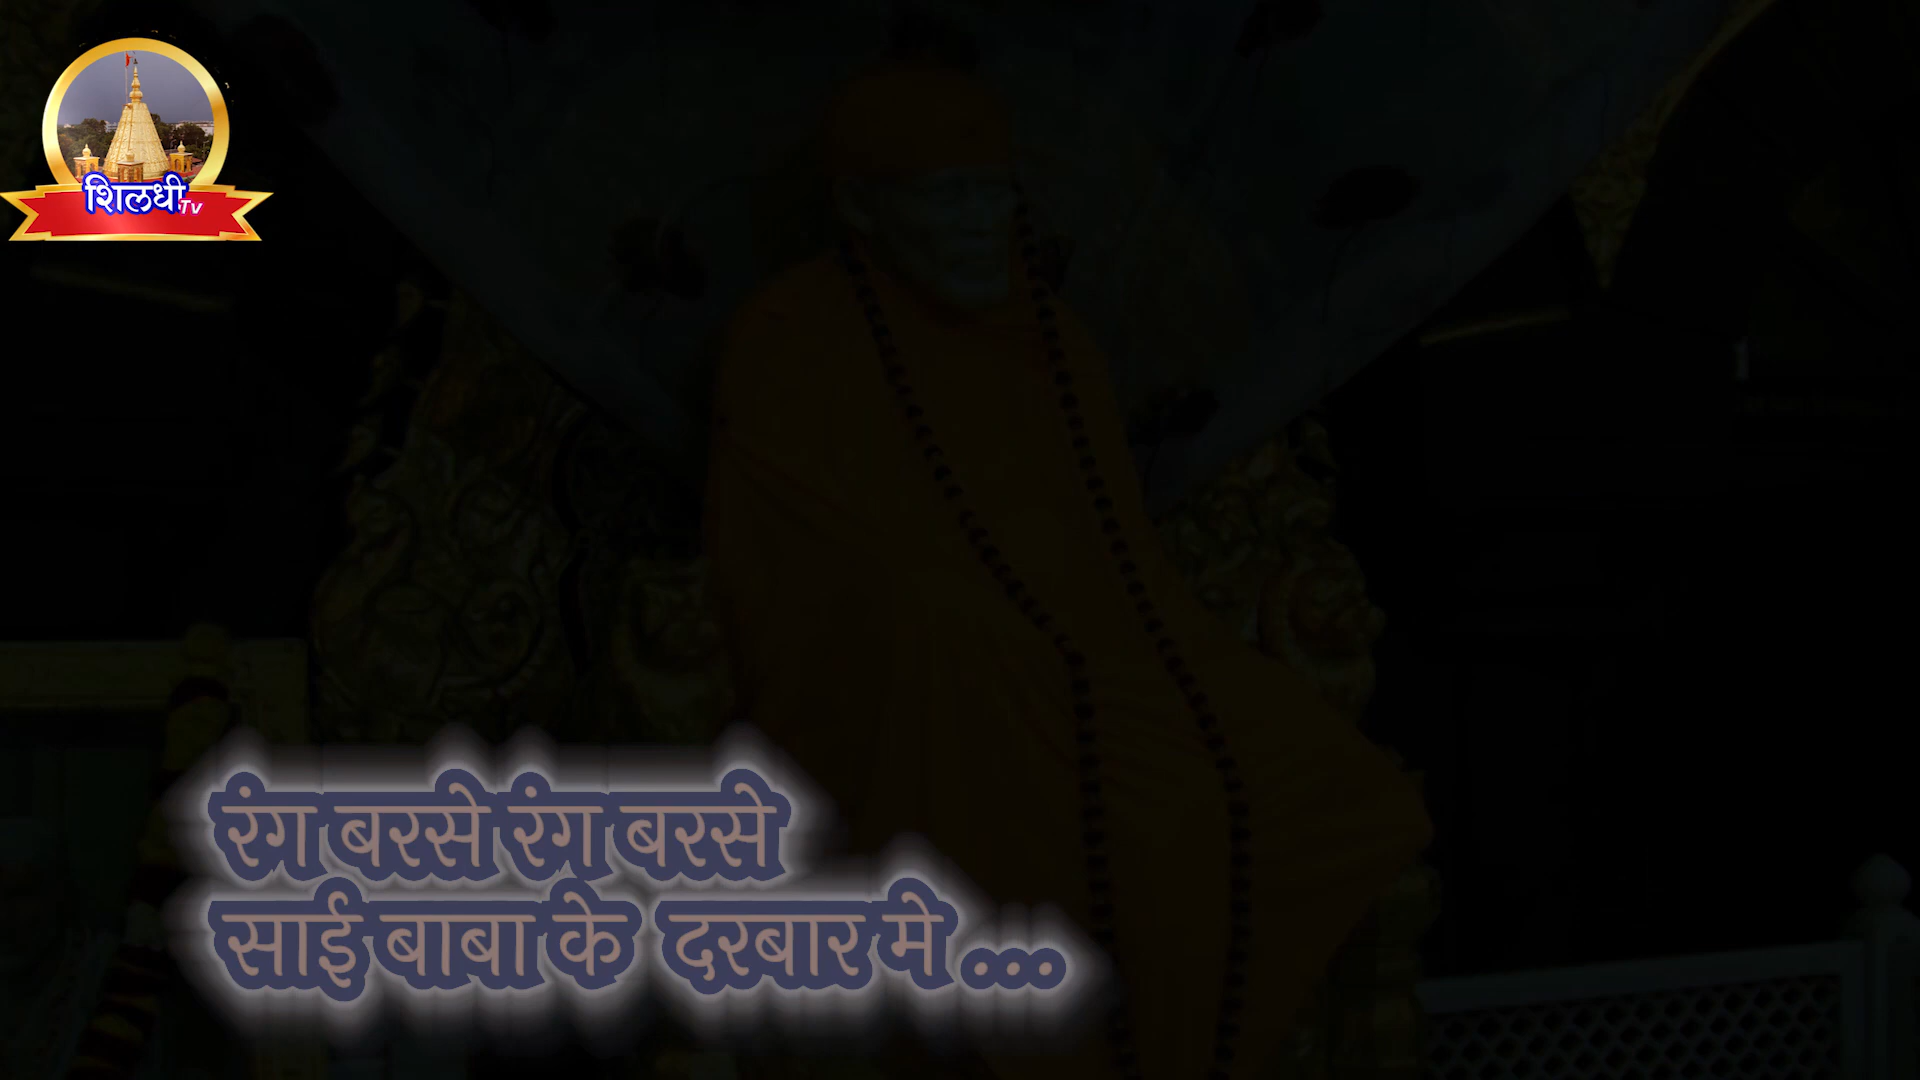 शिलधी Tv
रंग बरसे रंग बरसे
साई बाबा के दरबार मे ...